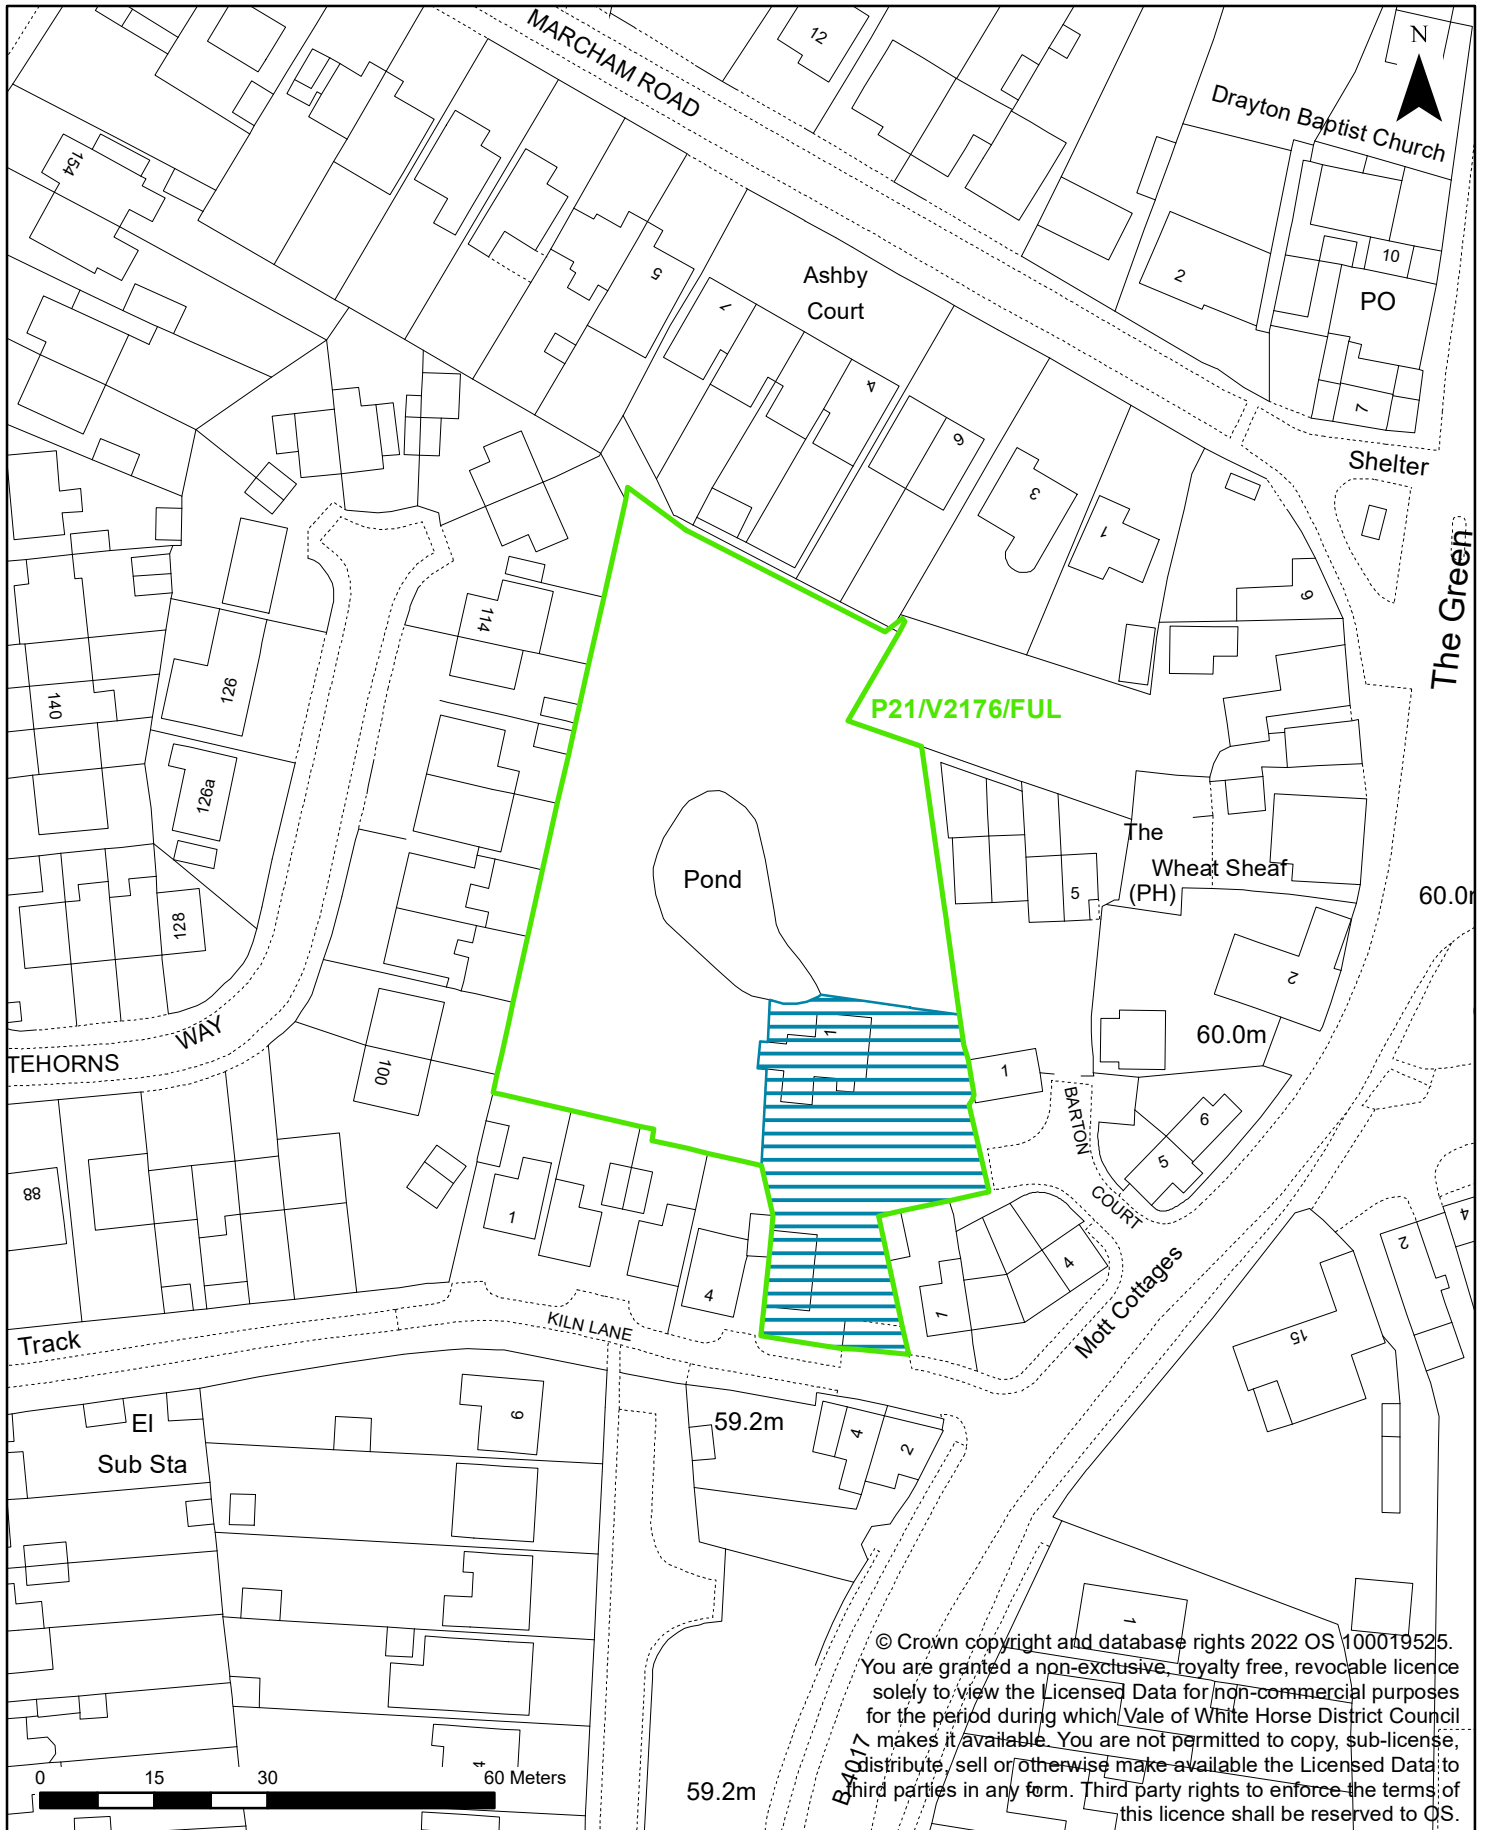 MARCHAM ROAD
12
N
Drayton Baptist Church
154
10
2
PO
5
7
Ashby
Court
4
6
7
3
1
Shelter
The Green
9
114
126
140
P21/V2176/FUL
126a
The
Wheat Sheaf
(PH)
5
Pond
128
2
60.0m
1
60.0m
WAY
TEHORNS
100
1
BARTON
COURT
6
5
88
1
4
1
4
Mott Cottages
2
4
15
Track
KILN LANE
El
Sub Sta
9
59.2m
4
2
1
4
0 15 30 60 Meters
59.2m
B 4017
© Crown copyright and database rights 2022 OS 100019525.
You are granted a non-exclusive, royalty free, revocable licence
solely to view the Licensed Data for non-commercial purposes
for the period during which Vale of White Horse District Council
makes it available. You are not permitted to copy, sub-license,
distribute, sell or otherwise make available the Licensed Data to
third parties in any form. Third party rights to enforce the terms of
this licence shall be reserved to OS.